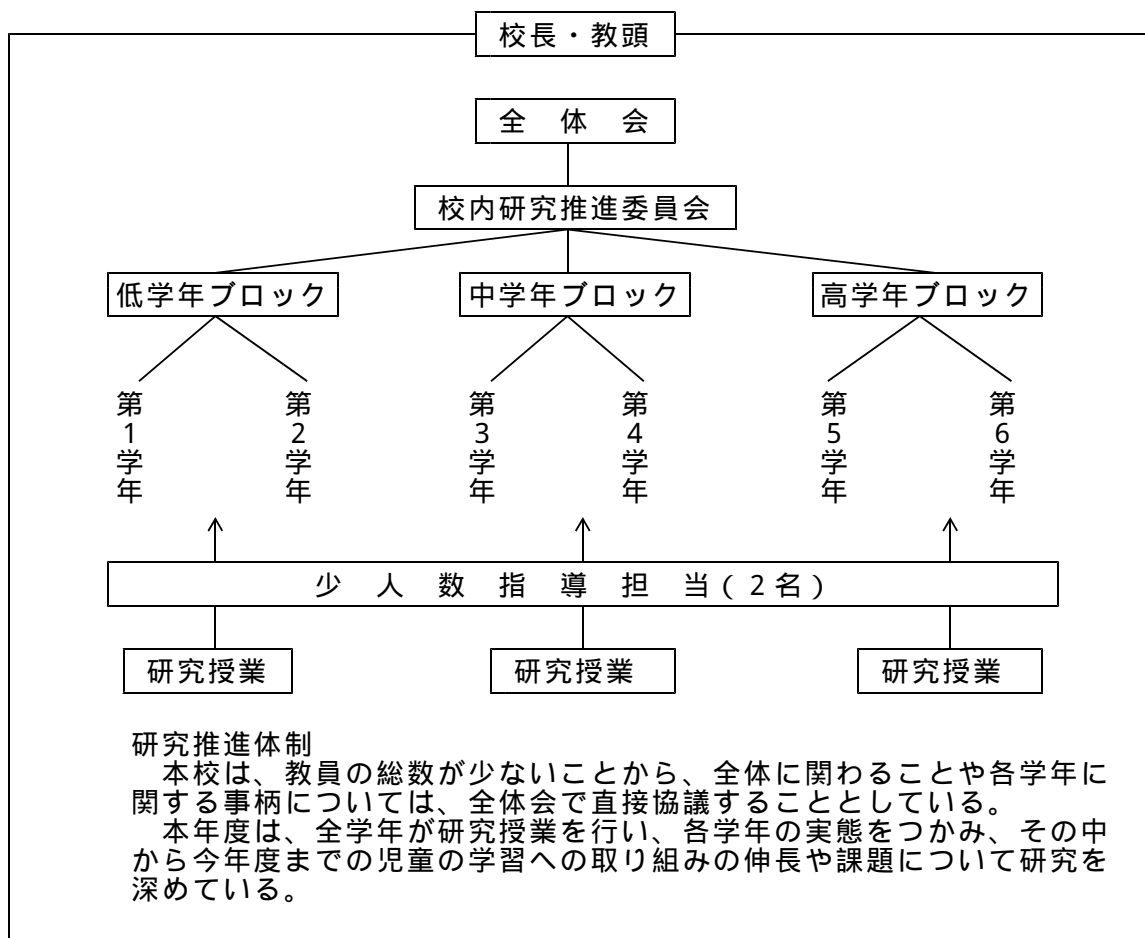 校長・教頭
全　体　会
校内研究推進委員会
低学年ブロック　中学年ブロック　高学年ブロック
第1学年　第2学年　第3学年　第4学年　第5学年　第6学年
少　人　数　指　導　担　当(２名)
研究授業　研究授業　研究授業
研究推進体制
　本校は、教員の総数が少ないことから、全体に関わることや各学年に
関する事柄については、全体会で直接協議することとしている。
　本年度は、全学年が研究授業を行い、各学年の実態をつかみ、その中
から今年度までの児童の学習への取り組みの伸長や課題について研究を
深めている。